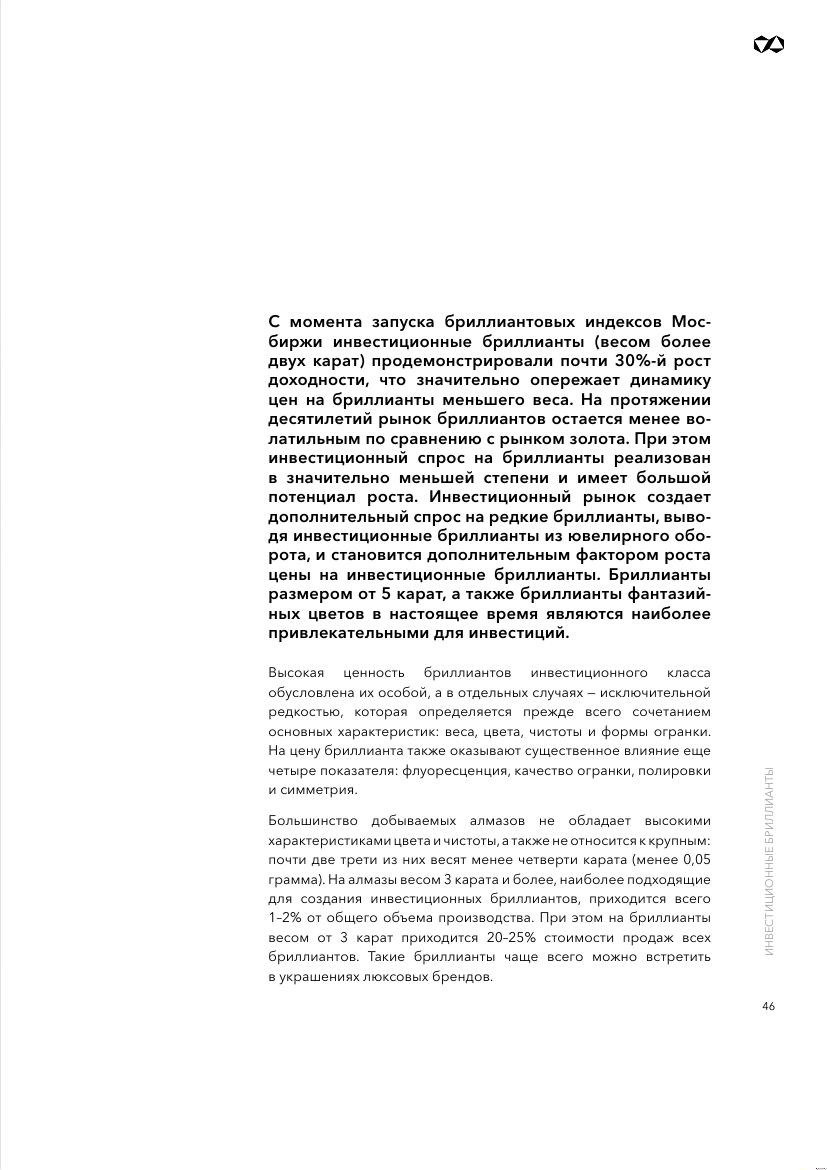 С момента запуска бриллиантовых индексов Мос-
биржи инвестиционные бриллианты (весом более
двух карат) продемонстрировали почти 30%-й рост
доходности, что значительно опережает динамику
цен на бриллианты меньшего веса. На протяжении
десятилетий рынок бриллиантов остается менее во-
латильным по сравнению с рынком золота. При этом
инвестиционный спрос на бриллианты реализован
в значительно меньшей степени и имеет большой
потенциал роста. Инвестиционный рынок создает
дополнительный спрос на редкие бриллианты, выво-
дя инвестиционные бриллианты из ювелирного обо-
рота, и становится дополнительным фактором роста
цены на инвестиционные бриллианты. Бриллианты
размером от 5 карат, а также бриллианты фантазий-
ных цветов в настоящее время являются наиболее
привлекательными для инвестиций.
Высокая ценность бриллиантов инвестиционного класса
обусловлена их особой, а в отдельных случаях — исключительной
редкостью, которая определяется прежде всего сочетанием
основных характеристик: веса, цвета, чистоты и формы огранки.
На цену бриллианта также оказывают существенное влияние еще
четыре показателя: флуоресценция, качество огранки, полировки
и симметрия.
Большинство добываемых алмазов не обладает высокими
характеристиками цвета и чистоты, а также не относится к крупным:
почти две трети из них весят менее четверти карата (менее 0,05
грамма). На алмазы весом 3 карата и более, наиболее подходящие
для создания инвестиционных бриллиантов, приходится всего
1–2% от общего объема производства. При этом на бриллианты
весом от 3 карат приходится 20–25% стоимости продаж всех
бриллиантов. Такие бриллианты чаще всего можно встретить
в украшениях люксовых брендов.
ИНВЕСТИЦИОННЫЕ БРИЛЛИАНТЫ
46